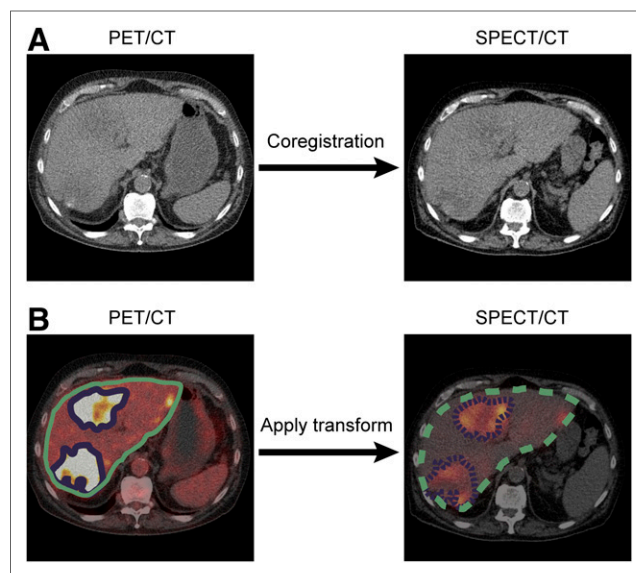 A
PET/CT
SPECT/CT
Coregistration
B
PET/CT
SPECT/CT
Apply transform